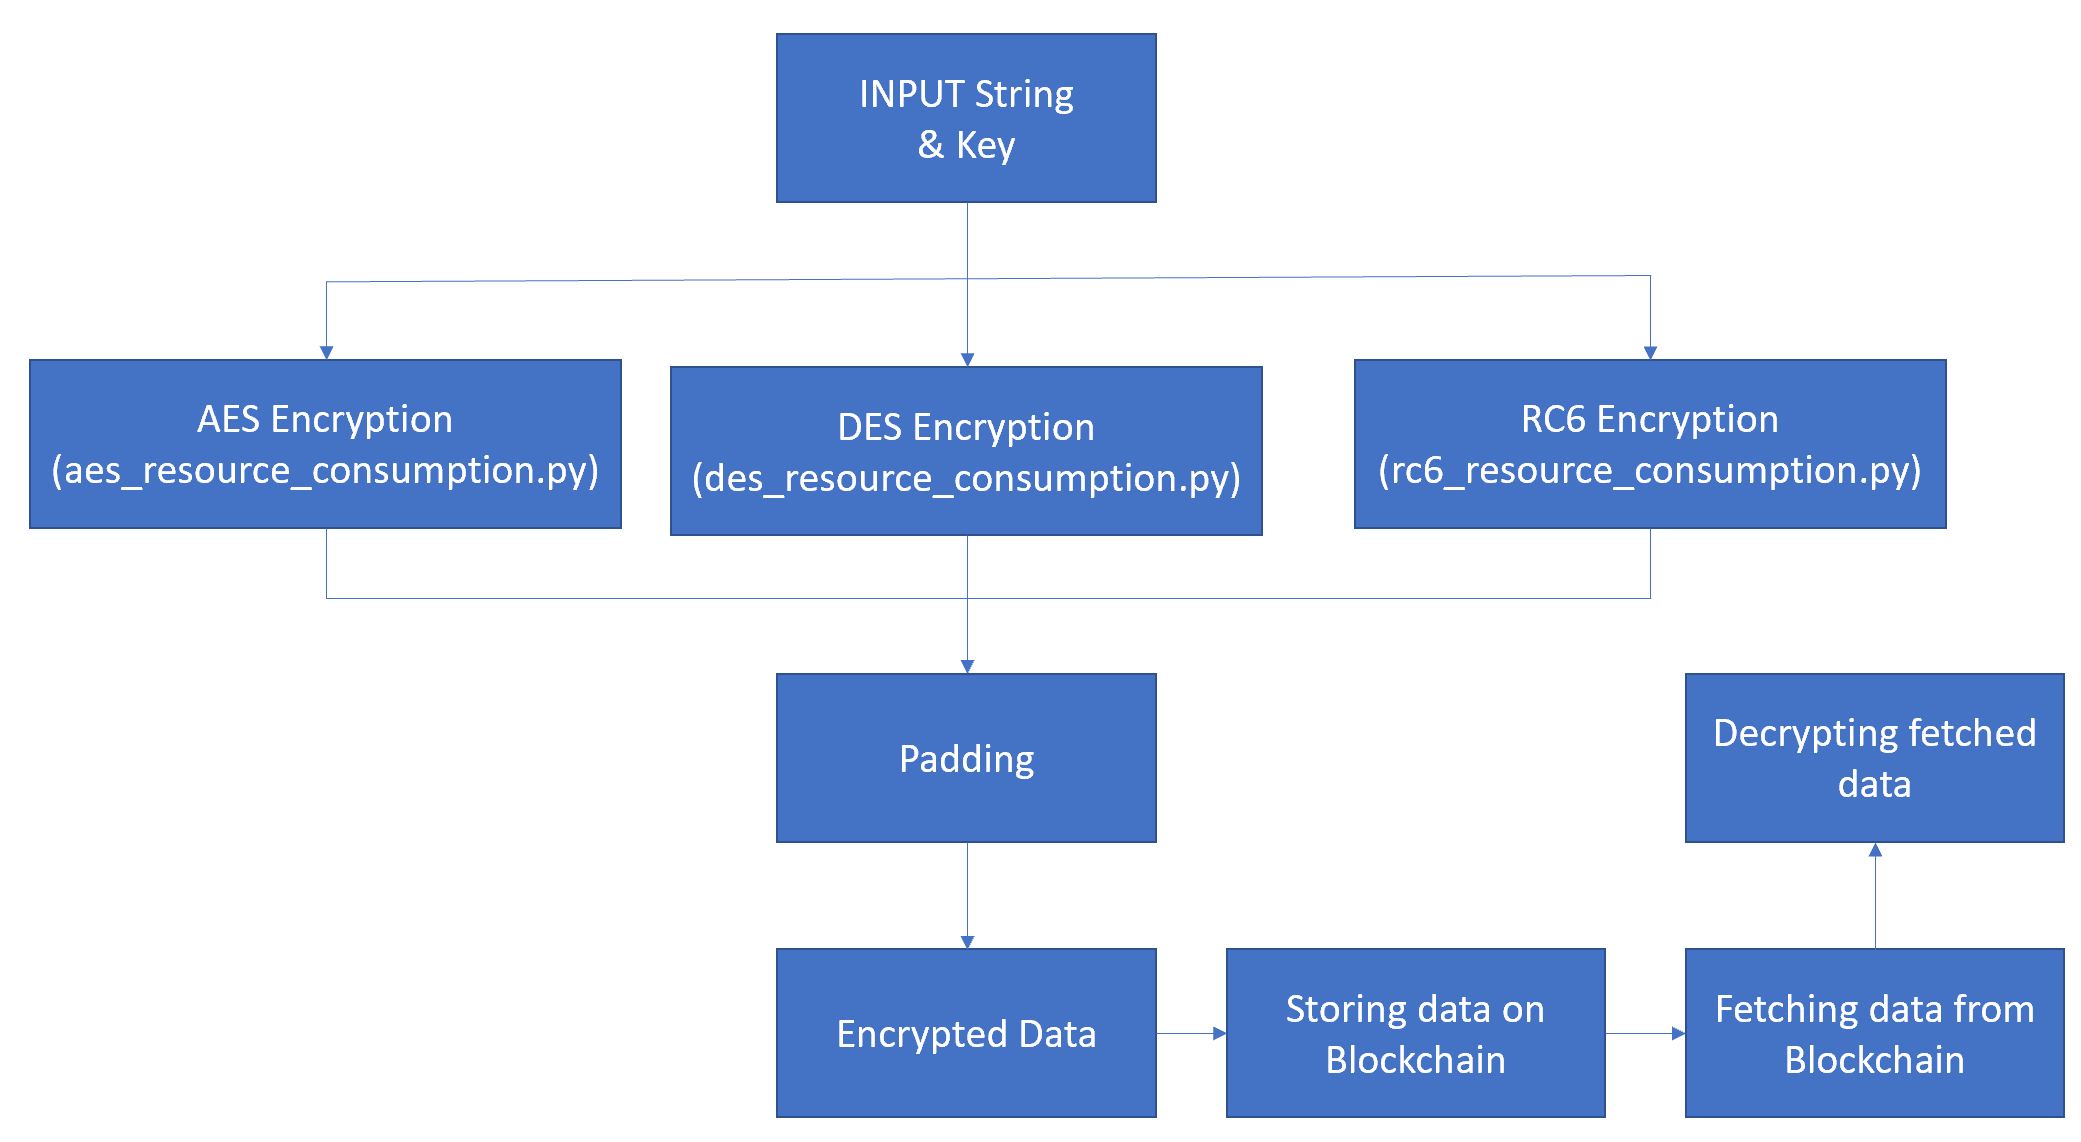 INPUT String
& Key
AES Encryption
(aes_resource_consumption.py)
DES Encryption
(des_resource_consumption.py)
RC6 Encryption
(rc6_resource_consumption.py)
Padding
Decrypting fetched
data
Encrypted Data
Storing data on
Blockchain
Fetching data from
Blockchain